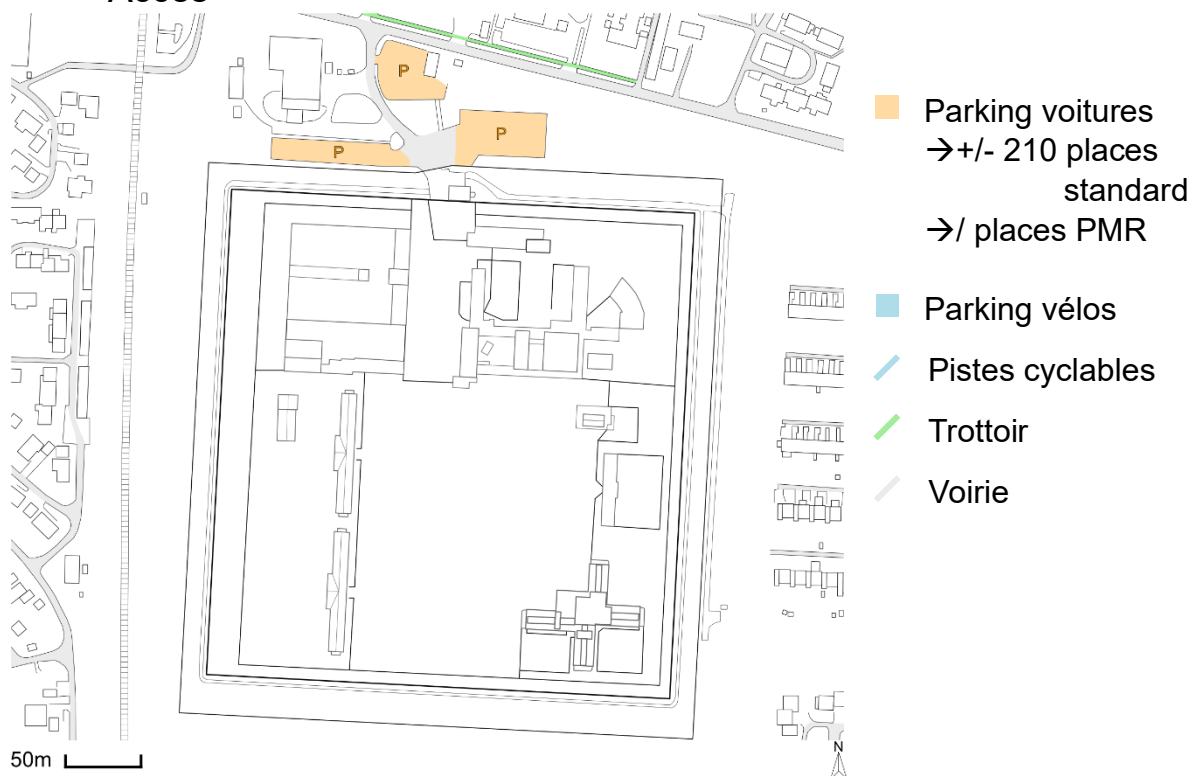 P
P
P
Parking voitures
→+/- 210 places
standard
→/ places PMR
Parking vélos
Pistes cyclables
Trottoir
Voirie
50m
N